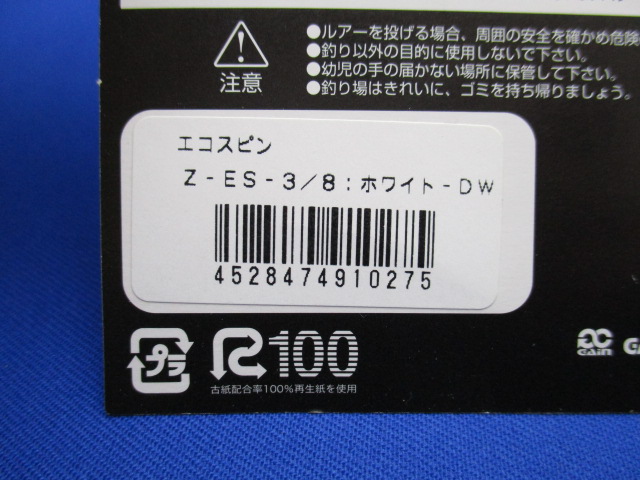 ●ルアーを投げる場合、周囲の安全を確かめ危険
●釣り以外の目的に使用しないで下さい。
●幼児の手の届かない場所に保管して下さい。
●釣り場はきれいに、ゴミを持ち帰りましょう。
注意
エコスピン
Z-ES-3/8:ホワイト-DW
4528474910275
プラ
R100
古紙配合率100%再生紙を使用
GAIN